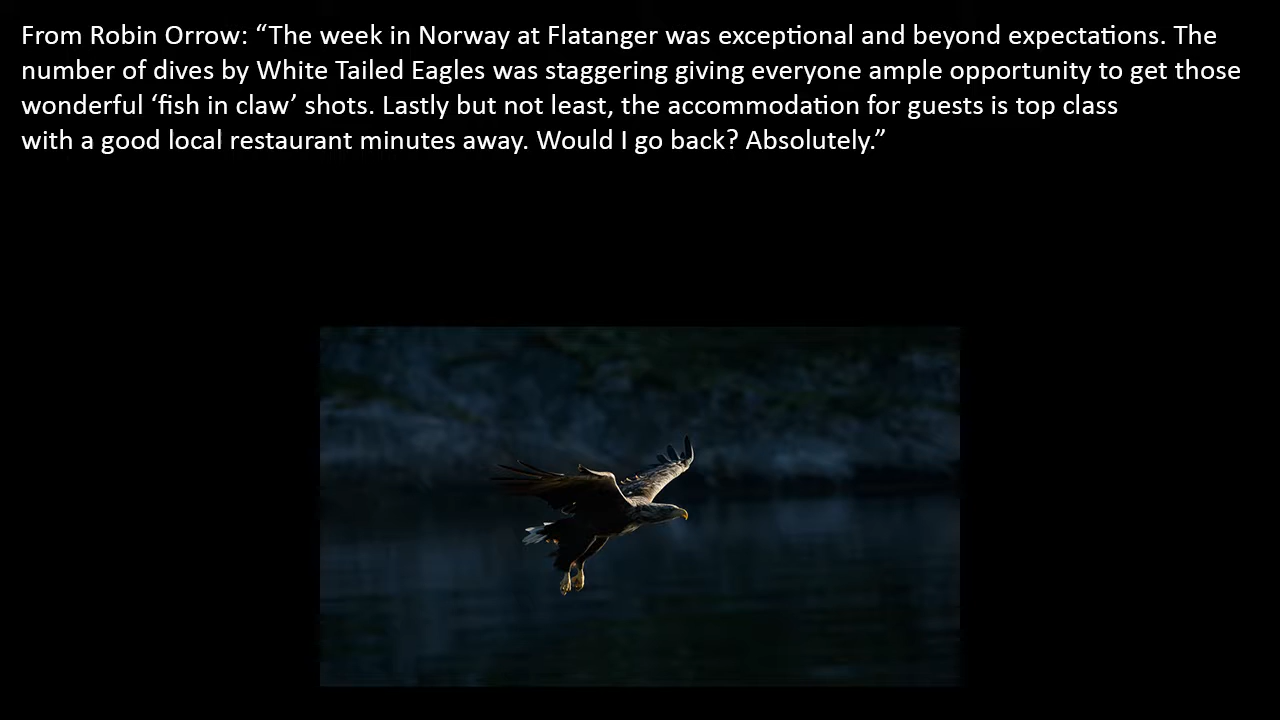 From Robin Orrow: “The week in Norway at Flatanger was exceptional and beyond expectations. The
number of dives by White Tailed Eagles was staggering giving everyone ample opportunity to get those
wonderful ‘fish in claw’ shots. Lastly but not least, the accommodation for guests is top class
with a good local restaurant minutes away. Would I go back? Absolutely.”